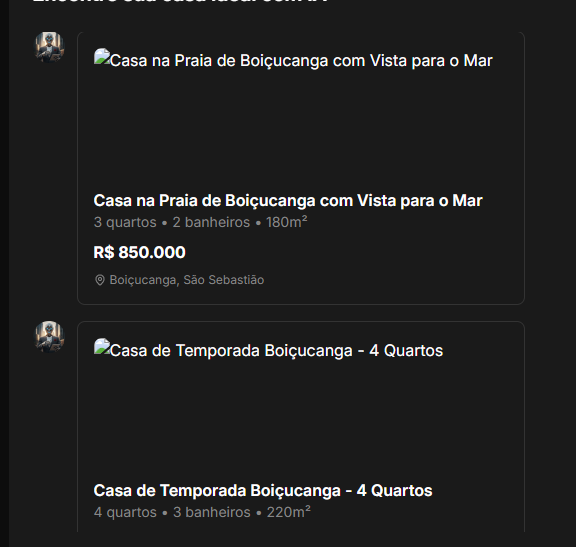 Casa na Praia de Boiçucanga com Vista para o Mar
Casa na Praia de Boiçucanga com Vista para o Mar
3 quartos • 2 banheiros • 180m²
R$ 850.000
Boiçucanga, São Sebastião
Casa de Temporada Boiçucanga - 4 Quartos
Casa de Temporada Boiçucanga - 4 Quartos
4 quartos • 3 banheiros • 220m²